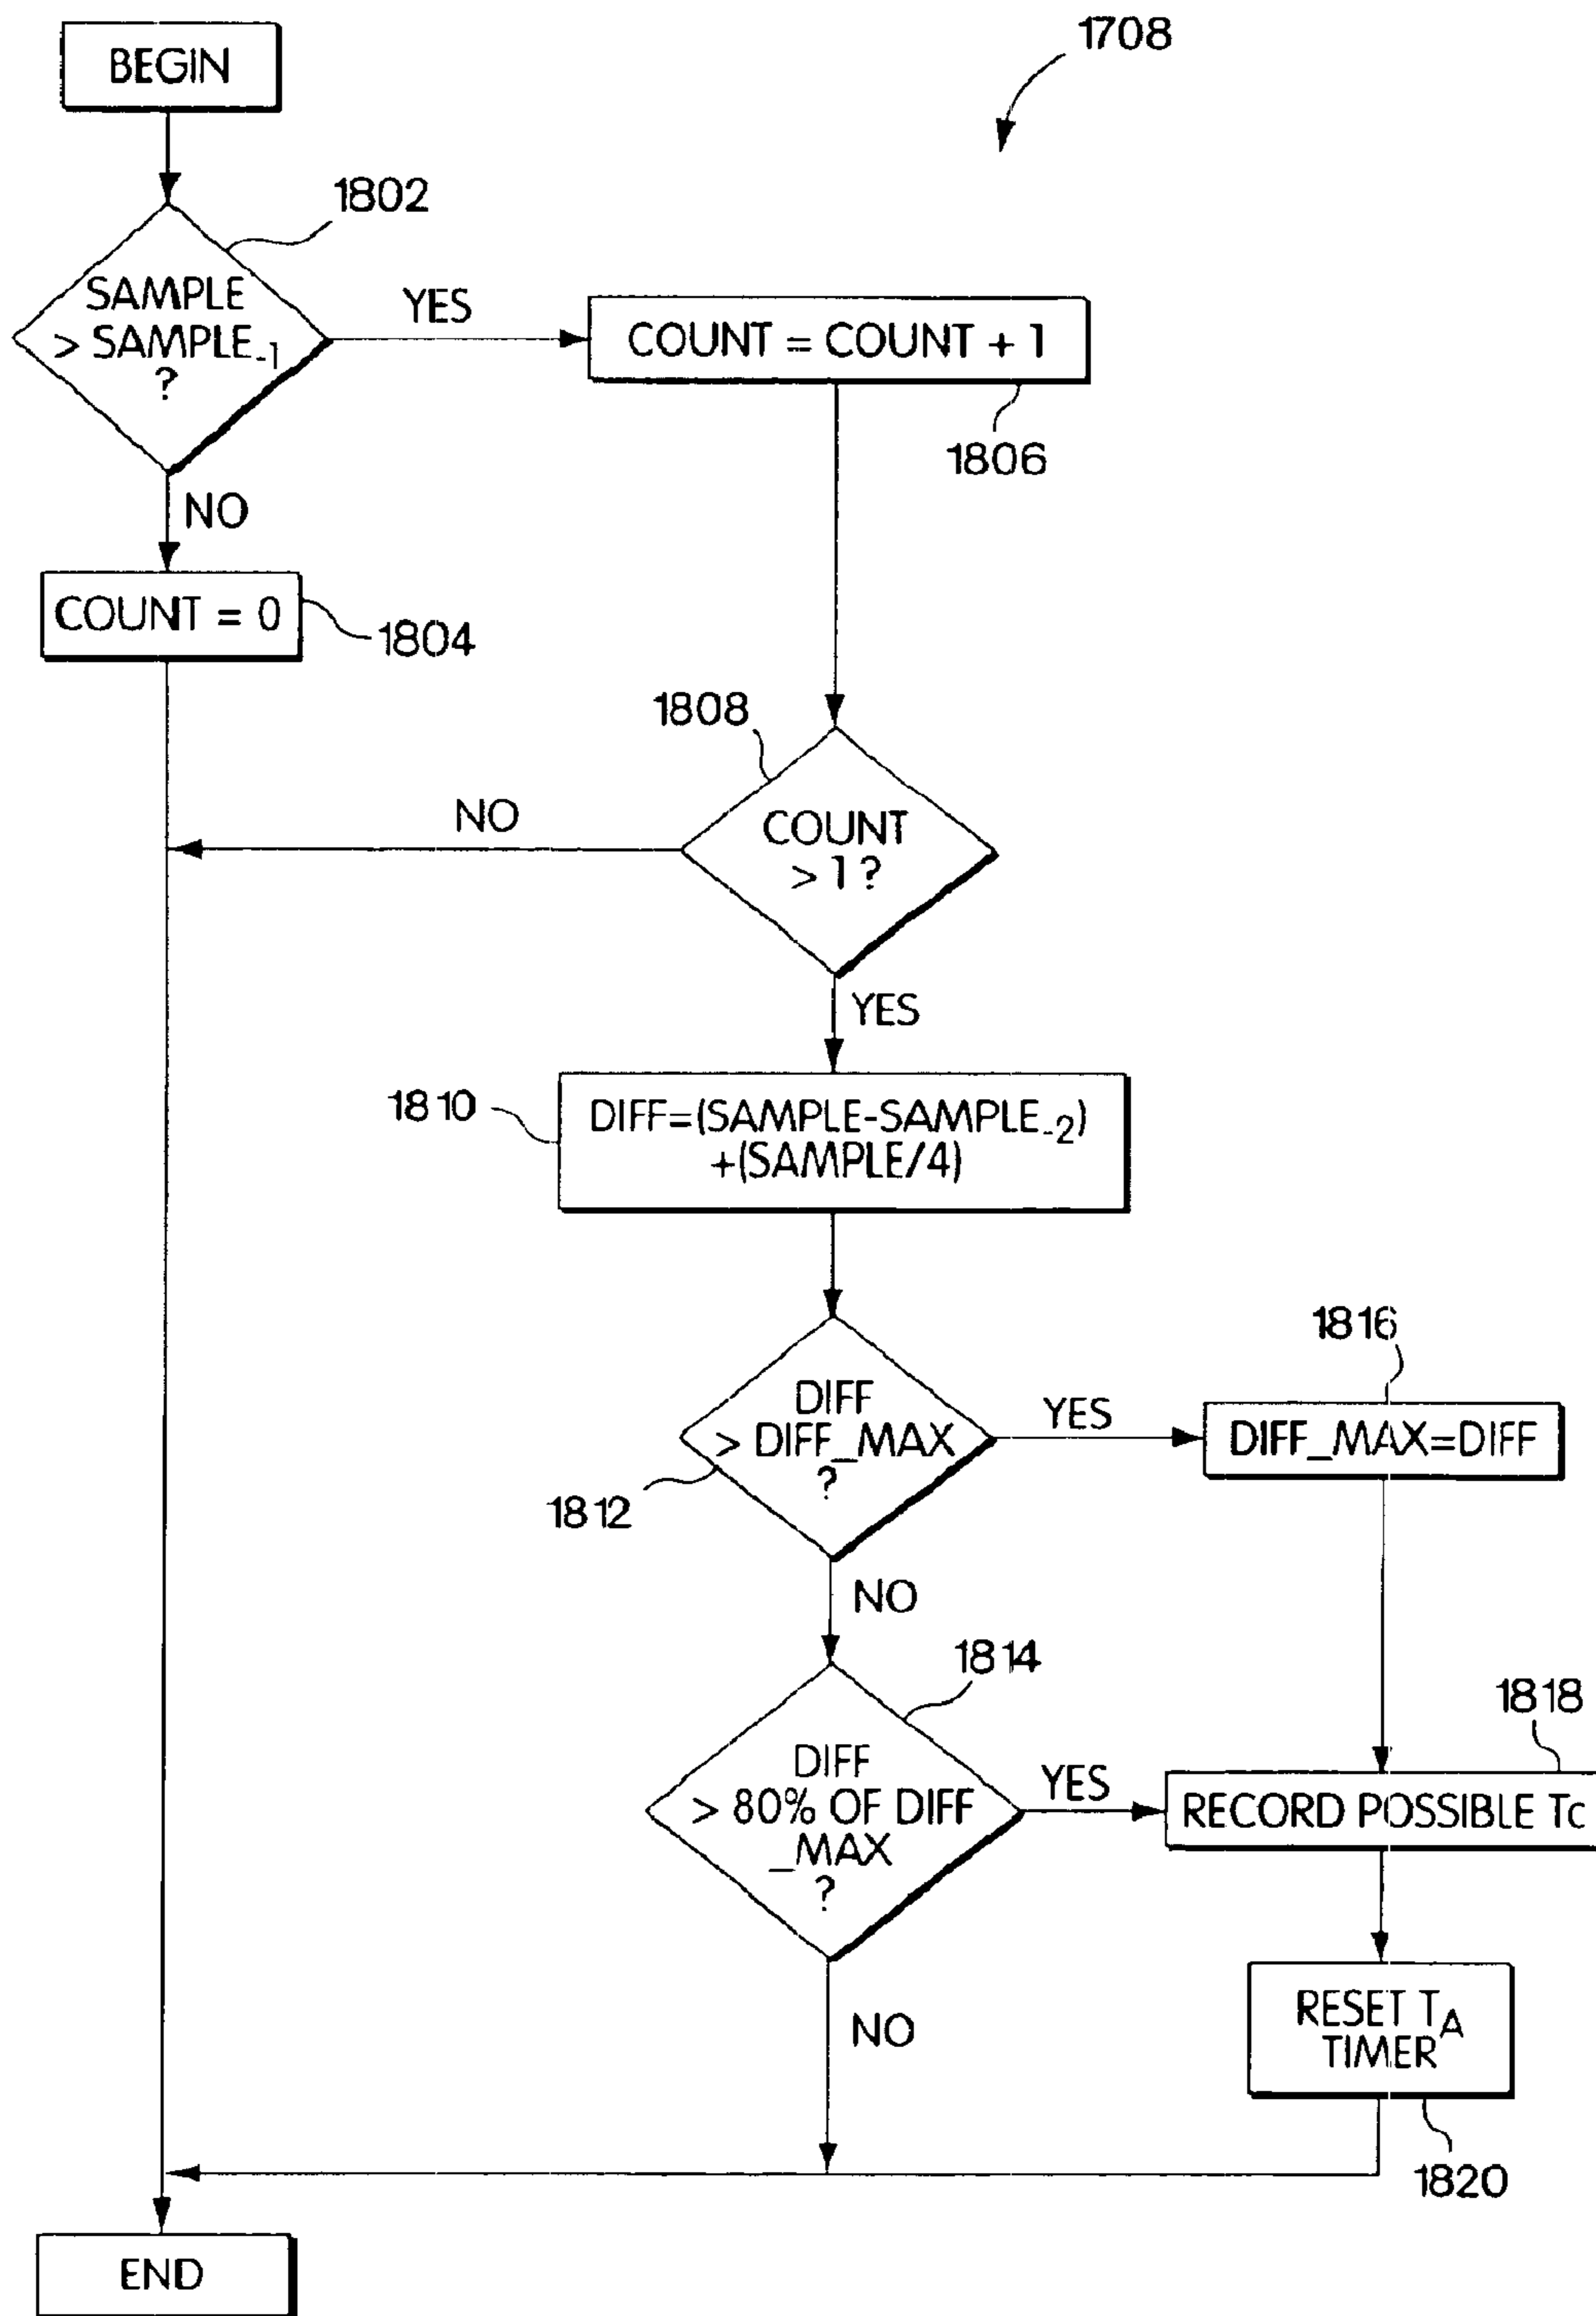 BEGIN
1708
1802
SAMPLE
> SAMPLE-1
?
YES
COUNT = COUNT + 1
1806
NO
COUNT = 0
1804
1808
COUNT
> 1 ?
NO
YES
1810
DIFF=(SAMPLE-SAMPLE-2)
+(SAMPLE/4)
1816
DIFF
> DIFF_MAX
?
YES
DIFF_MAX=DIFF
1812
NO
1814
1818
DIFF
> 80% OF DIFF
_MAX
?
YES
RECORD POSSIBLE Tc
NO
RESET TA
TIMER
1820
END